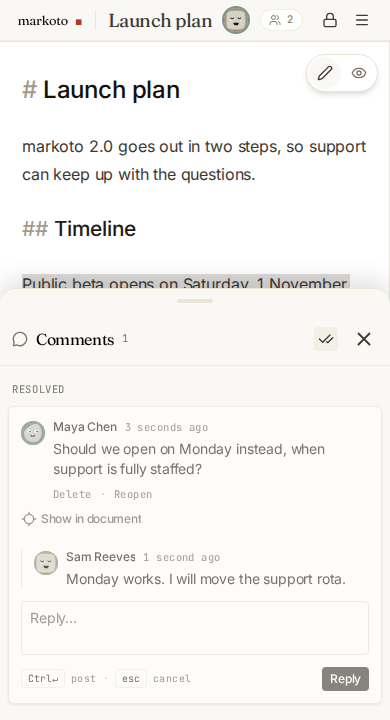 markoto
Launch plan
2
# Launch plan
markoto 2.0 goes out in two steps, so support
can keep up with the questions.
## Timeline
Public beta opens on Saturday, 1 November
Comments 1
RESOLVED
Maya Chen 3 seconds ago
Should we open on Monday instead, when
support is fully staffed?
Delete · Reopen
Show in document
Sam Reeves 1 second ago
Monday works. I will move the support rota.
Reply...
Ctrl↵ post · esc cancel
Reply